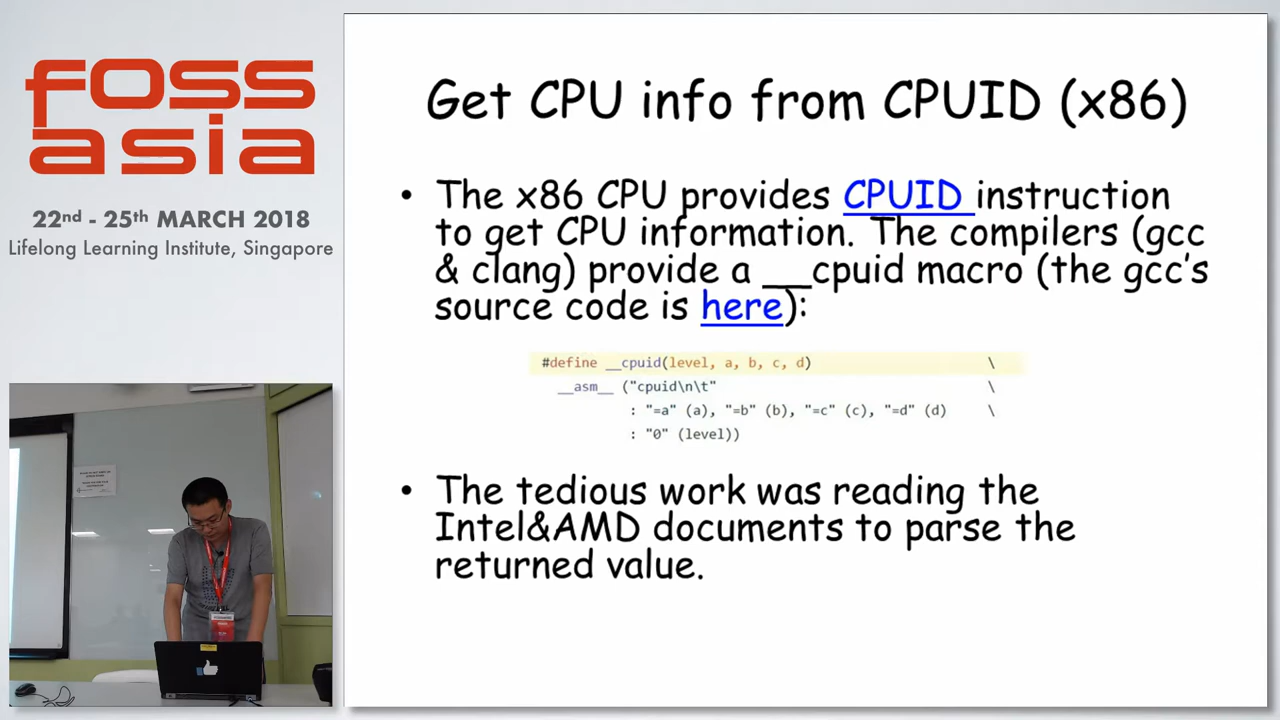 foss
asia
22nd - 25th MARCH 2018
Lifelong Learning Institute, Singapore
Get CPU info from CPUID (x86)
• The x86 CPU provides CPUID instruction
to get CPU information. The compilers (gcc
& clang) provide a __cpuid macro (the gcc’s
source code is here):
#define __cpuid(level, a, b, c, d) \
__asm__ ("cpuid\n\t" \
: "=a" (a), "=b" (b), "=c" (c), "=d" (d) \
: "0" (level))
• The tedious work was reading the
Intel&AMD documents to parse the
returned value.